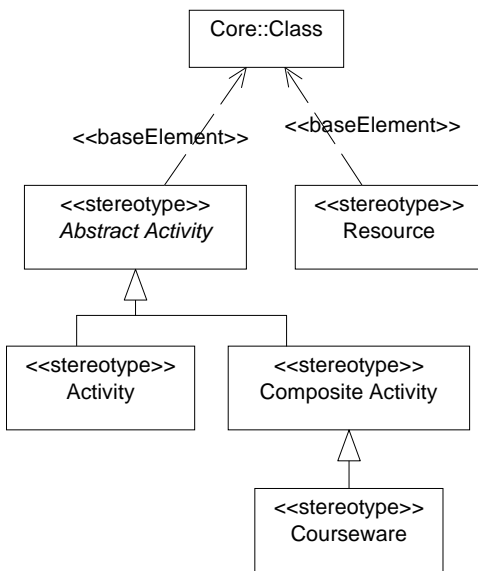 Core::Class
<<baseElement>>
<<baseElement>>
<<stereotype>>
Abstract Activity
<<stereotype>>
Resource
<<stereotype>>
Activity
<<stereotype>>
Composite Activity
<<stereotype>>
Courseware